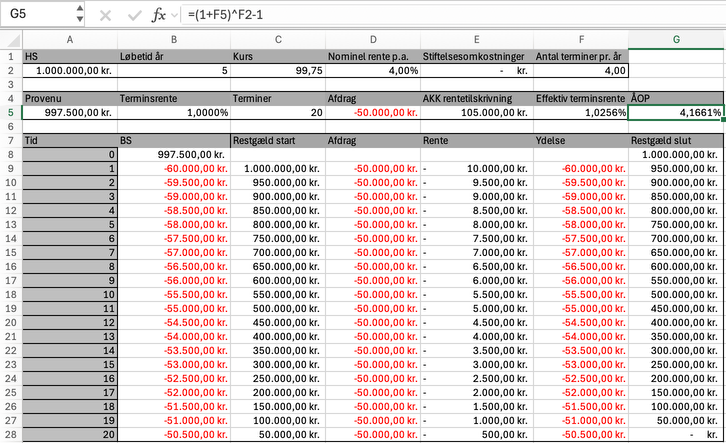 G5 fx =(1+F5)^F2-1
A B C D E F G
1 HS Løbetid år Kurs Nominel rente p.a. Stiftelsesomkostninger Antal terminer pr. år
2 1.000.000,00 kr. 5 99,75 4,00% - kr. 4,00
3
4 Provenu Terminsrente Terminer Afdrag AKK rentetilskrivning Effektiv terminsrente ÅOP
5 997.500,00 kr. 1,0000% 20 -50.000,00 kr. 105.000,00 kr. 1,0256% 4,1661%
6
7 Tid BS Restgæld start Afdrag Rente Ydelse Restgæld slut
8 0 997.500,00 kr. 1.000.000,00 kr.
9 1 -60.000,00 kr. 1.000.000,00 kr. -50.000,00 kr. - 10.000,00 kr. -60.000,00 kr. 950.000,00 kr.
10 2 -59.500,00 kr. 950.000,00 kr. -50.000,00 kr. - 9.500,00 kr. -59.500,00 kr. 900.000,00 kr.
11 3 -59.000,00 kr. 900.000,00 kr. -50.000,00 kr. - 9.000,00 kr. -59.000,00 kr. 850.000,00 kr.
12 4 -58.500,00 kr. 850.000,00 kr. -50.000,00 kr. - 8.500,00 kr. -58.500,00 kr. 800.000,00 kr.
13 5 -58.000,00 kr. 800.000,00 kr. -50.000,00 kr. - 8.000,00 kr. -58.000,00 kr. 750.000,00 kr.
14 6 -57.500,00 kr. 750.000,00 kr. -50.000,00 kr. - 7.500,00 kr. -57.500,00 kr. 700.000,00 kr.
15 7 -57.000,00 kr. 700.000,00 kr. -50.000,00 kr. - 7.000,00 kr. -57.000,00 kr. 650.000,00 kr.
16 8 -56.500,00 kr. 650.000,00 kr. -50.000,00 kr. - 6.500,00 kr. -56.500,00 kr. 600.000,00 kr.
17 9 -56.000,00 kr. 600.000,00 kr. -50.000,00 kr. - 6.000,00 kr. -56.000,00 kr. 550.000,00 kr.
18 10 -55.500,00 kr. 550.000,00 kr. -50.000,00 kr. - 5.500,00 kr. -55.500,00 kr. 500.000,00 kr.
19 11 -55.000,00 kr. 500.000,00 kr. -50.000,00 kr. - 5.000,00 kr. -55.000,00 kr. 450.000,00 kr.
20 12 -54.500,00 kr. 450.000,00 kr. -50.000,00 kr. - 4.500,00 kr. -54.500,00 kr. 400.000,00 kr.
21 13 -54.000,00 kr. 400.000,00 kr. -50.000,00 kr. - 4.000,00 kr. -54.000,00 kr. 350.000,00 kr.
22 14 -53.500,00 kr. 350.000,00 kr. -50.000,00 kr. - 3.500,00 kr. -53.500,00 kr. 300.000,00 kr.
23 15 -53.000,00 kr. 300.000,00 kr. -50.000,00 kr. - 3.000,00 kr. -53.000,00 kr. 250.000,00 kr.
24 16 -52.500,00 kr. 250.000,00 kr. -50.000,00 kr. - 2.500,00 kr. -52.500,00 kr. 200.000,00 kr.
25 17 -52.000,00 kr. 200.000,00 kr. -50.000,00 kr. - 2.000,00 kr. -52.000,00 kr. 150.000,00 kr.
26 18 -51.500,00 kr. 150.000,00 kr. -50.000,00 kr. - 1.500,00 kr. -51.500,00 kr. 100.000,00 kr.
27 19 -51.000,00 kr. 100.000,00 kr. -50.000,00 kr. - 1.000,00 kr. -51.000,00 kr. 50.000,00 kr.
28 20 -50.500,00 kr. 50.000,00 kr. -50.000,00 kr. - 500,00 kr. -50.500,00 kr. - kr.